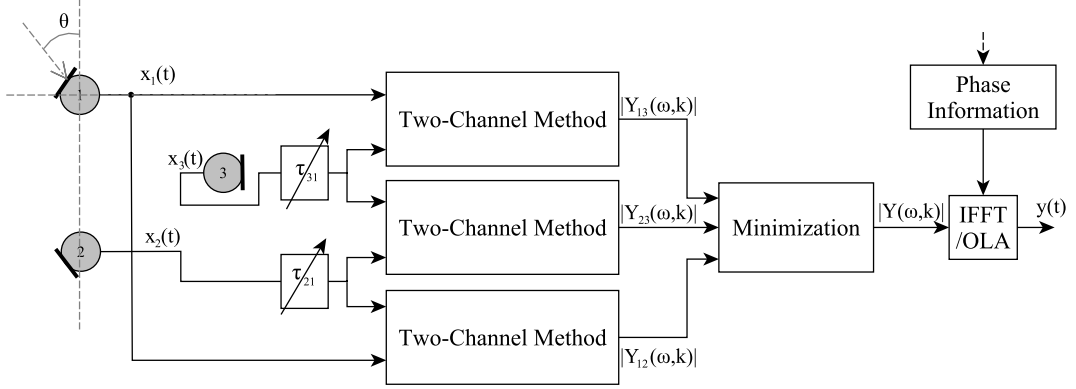 θ
1
x₁(t)
Two-Channel Method
|Y₁₃(ω,k)|
Phase
Information
x₃(t)
3
τ₃₁
Two-Channel Method
|Y₂₃(ω,k)|
Minimization
|Y(ω,k)|
IFFT
/OLA
y(t)
2
x₂(t)
τ₂₁
Two-Channel Method
|Y₁₂(ω,k)|